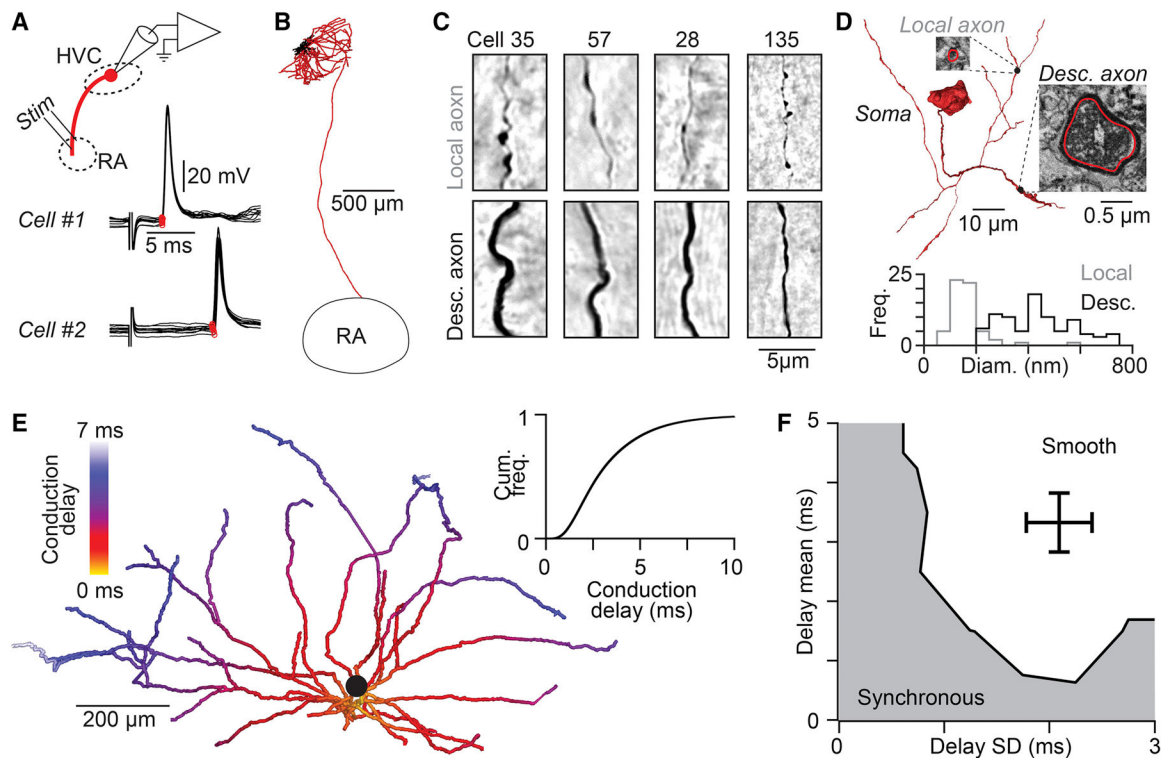 A
HVC
Stim
RA
20 mV
Cell #1
5 ms
Cell #2
B
500 µm
RA
C
Cell 35 57 28 135
Local aoxn
Desc. axon
5µm
D
Local axon
Desc. axon
Soma
10 µm
0.5 µm
25
Freq.
0
Local
Desc.
0 Diam. (nm) 800
E
7 ms
Conduction
delay
0 ms
200 µm
1
Cum.
freq.
0
0 5 10
Conduction
delay (ms)
F
5
Delay mean (ms)
0
Smooth
Synchronous
0 Delay SD (ms) 3